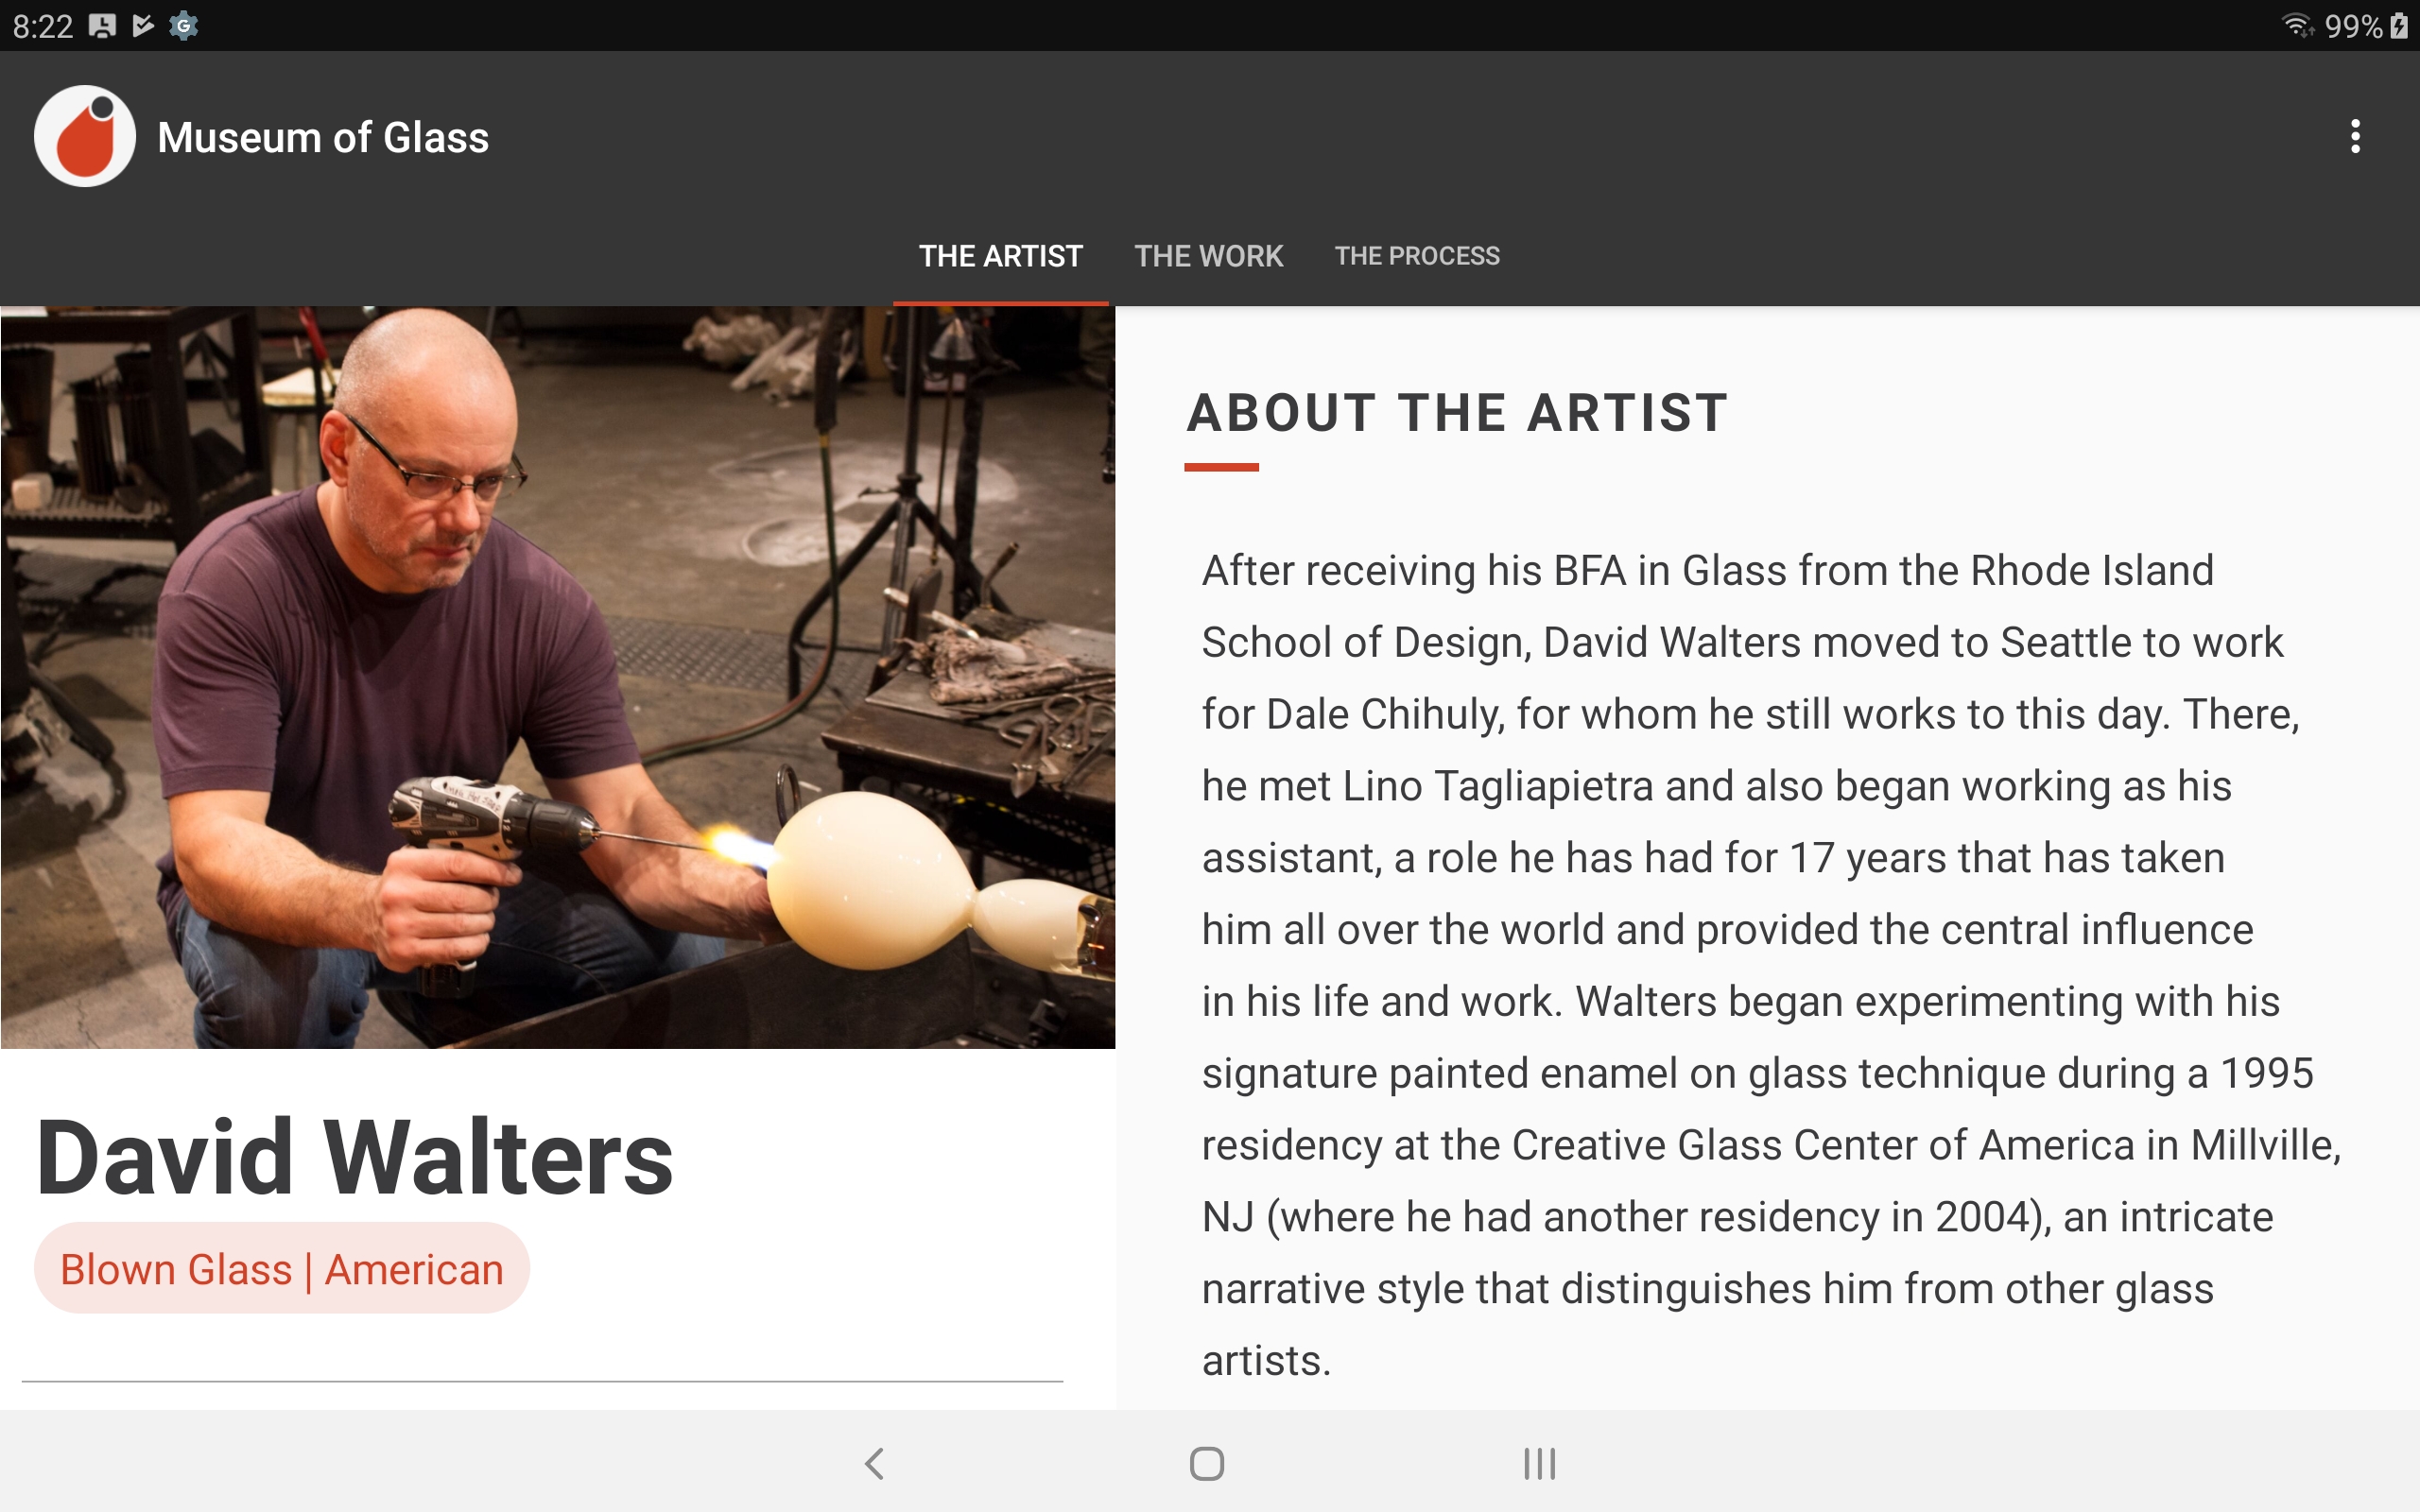 8:22
99%
Museum of Glass
THE ARTIST
THE WORK
THE PROCESS
David Walters
Blown Glass | American
ABOUT THE ARTIST
After receiving his BFA in Glass from the Rhode Island
School of Design, David Walters moved to Seattle to work
for Dale Chihuly, for whom he still works to this day. There,
he met Lino Tagliapietra and also began working as his
assistant, a role he has had for 17 years that has taken
him all over the world and provided the central influence
in his life and work. Walters began experimenting with his
signature painted enamel on glass technique during a 1995
residency at the Creative Glass Center of America in Millville,
NJ (where he had another residency in 2004), an intricate
narrative style that distinguishes him from other glass
artists.